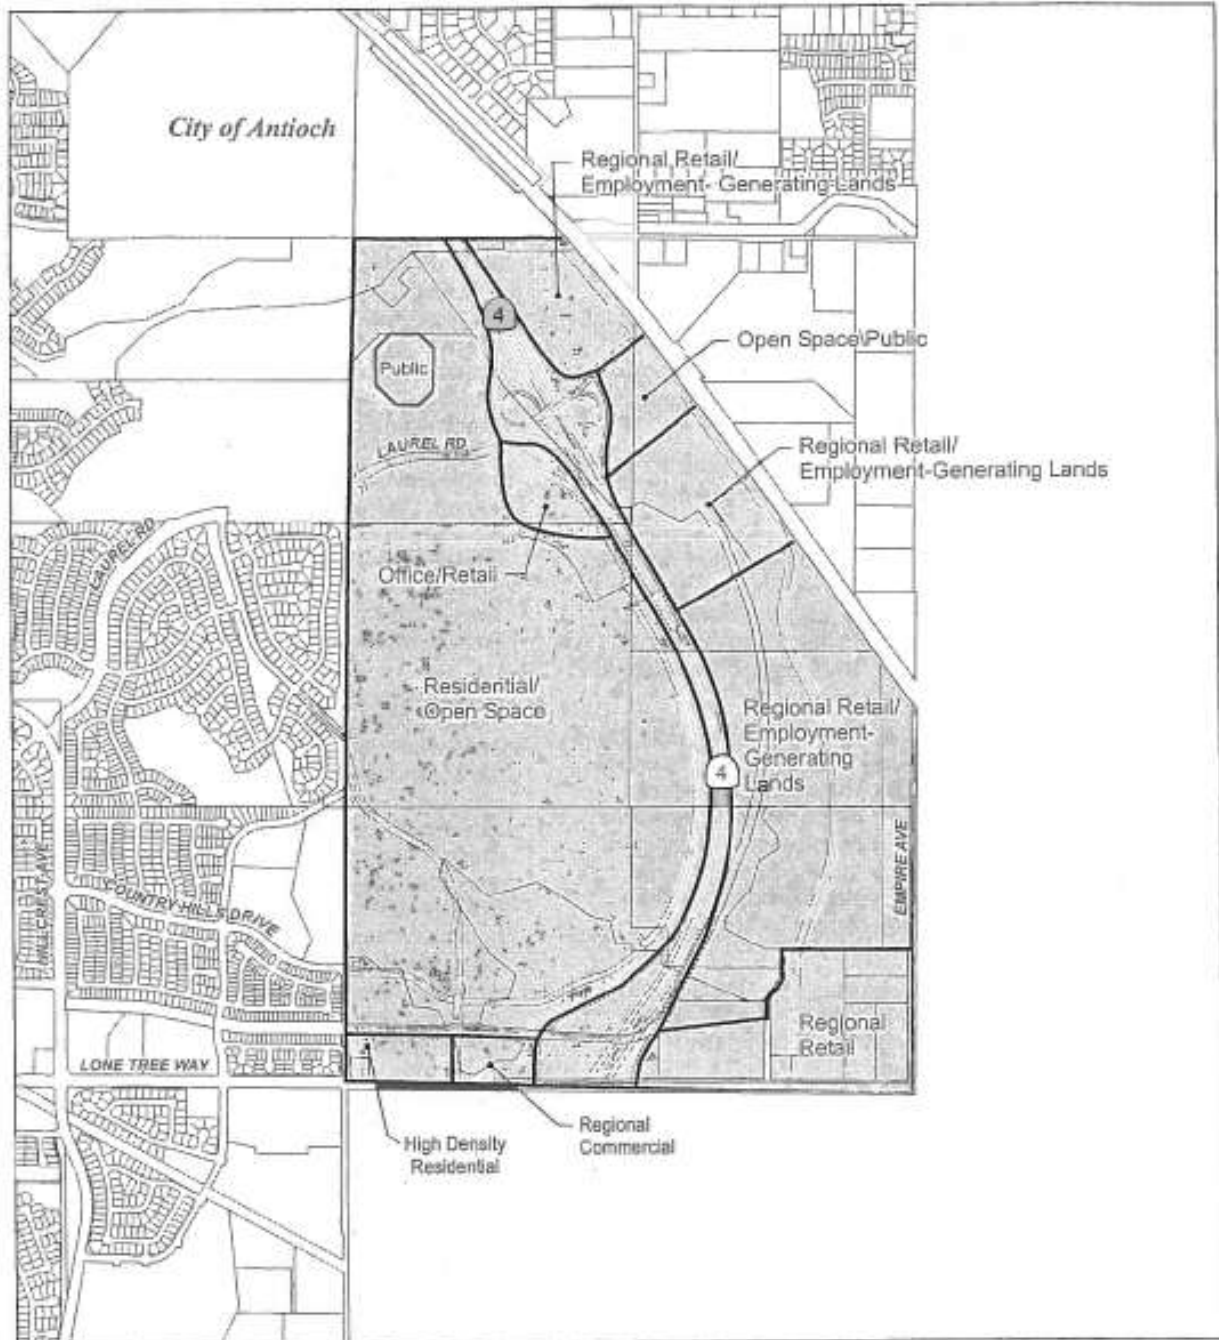 City of Antioch
Regional Retail/
Employment- Generating Lands
4
Open Space\Public
Public
LAUREL RD
Regional Retail/
Employment-Generating Lands
LAUREL RD
Office/Retail
Residential/
Open Space
Regional Retail/
Employment-
Generating
Lands
4
EMPIRE AVE
HILLCREST AVE
COUNTRY HILLS DRIVE
Regional
Retail
LONE TREE WAY
High Density
Residential
Regional
Commercial